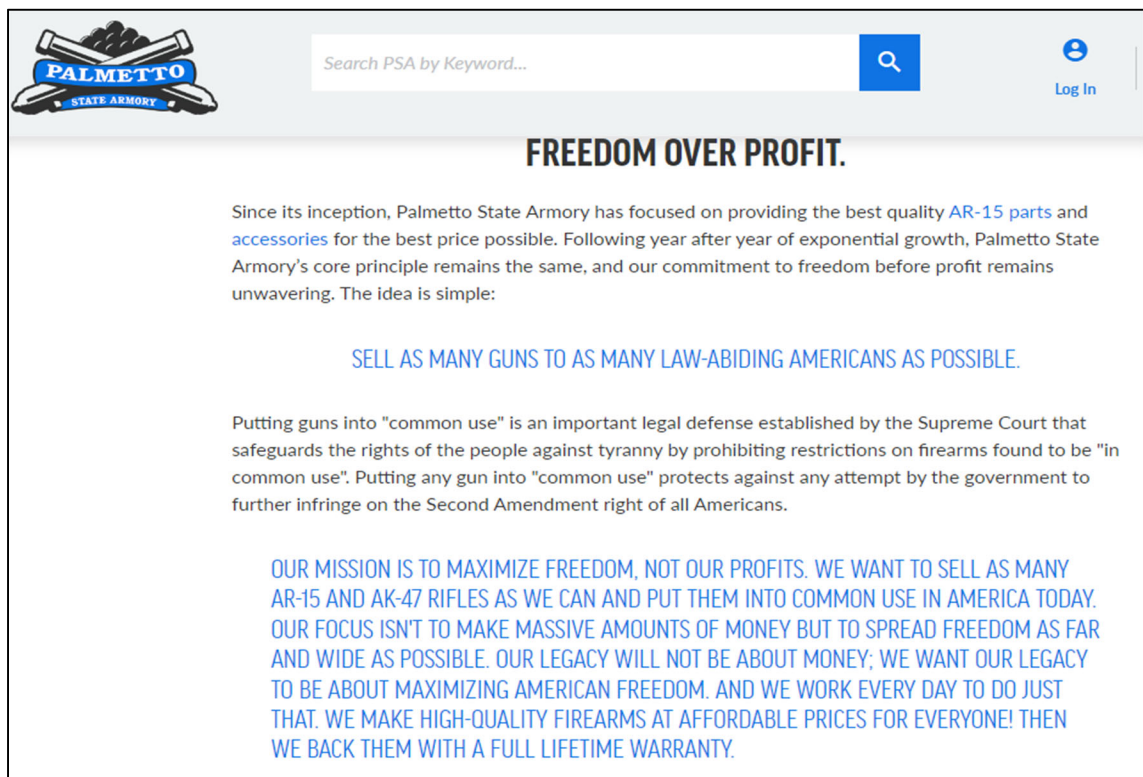 PALMETTO
STATE ARMORY
Search PSA by Keyword...
Log In
FREEDOM OVER PROFIT.
Since its inception, Palmetto State Armory has focused on providing the best quality AR-15 parts and
accessories for the best price possible. Following year after year of exponential growth, Palmetto State
Armory's core principle remains the same, and our commitment to freedom before profit remains
unwavering. The idea is simple:
SELL AS MANY GUNS TO AS MANY LAW-ABIDING AMERICANS AS POSSIBLE.
Putting guns into "common use" is an important legal defense established by the Supreme Court that
safeguards the rights of the people against tyranny by prohibiting restrictions on firearms found to be "in
common use". Putting any gun into "common use" protects against any attempt by the government to
further infringe on the Second Amendment right of all Americans.
OUR MISSION IS TO MAXIMIZE FREEDOM, NOT OUR PROFITS. WE WANT TO SELL AS MANY
AR-15 AND AK-47 RIFLES AS WE CAN AND PUT THEM INTO COMMON USE IN AMERICA TODAY.
OUR FOCUS ISN'T TO MAKE MASSIVE AMOUNTS OF MONEY BUT TO SPREAD FREEDOM AS FAR
AND WIDE AS POSSIBLE. OUR LEGACY WILL NOT BE ABOUT MONEY; WE WANT OUR LEGACY
TO BE ABOUT MAXIMIZING AMERICAN FREEDOM. AND WE WORK EVERY DAY TO DO JUST
THAT. WE MAKE HIGH-QUALITY FIREARMS AT AFFORDABLE PRICES FOR EVERYONE! THEN
WE BACK THEM WITH A FULL LIFETIME WARRANTY.